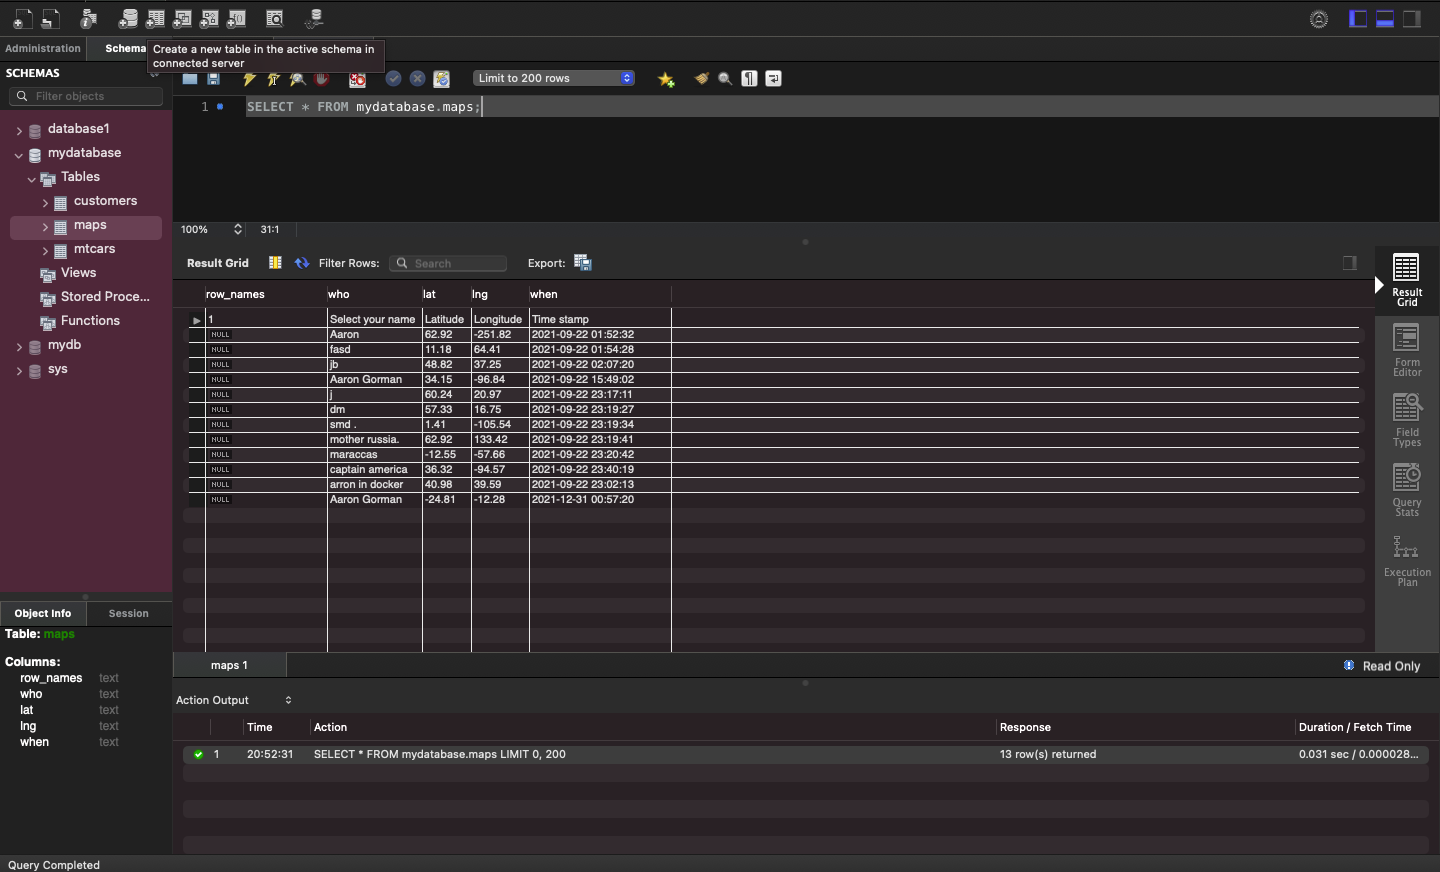 Administration Schema
Create a new table in the active schema in
connected server
SCHEMAS
Filter objects
database1
mydatabase
Tables
customers
maps
mtcars
Views
Stored Proce...
Functions
mydb
sys
Limit to 200 rows
1 SELECT * FROM mydatabase.maps;
100% 31:1
Result Grid Filter Rows: Search Export:
row_names who lat lng when
1 Select your name Latitude Longitude Time stamp
NULL Aaron 62.92 -251.82 2021-09-22 01:52:32
NULL fasd 11.18 64.41 2021-09-22 01:54:28
NULL jb 48.82 37.25 2021-09-22 02:07:20
NULL Aaron Gorman 34.15 -96.84 2021-09-22 15:49:02
NULL j 60.24 20.97 2021-09-22 23:17:11
NULL dm 57.33 16.75 2021-09-22 23:19:27
NULL smd . 1.41 -105.54 2021-09-22 23:19:34
NULL mother russia. 62.92 133.42 2021-09-22 23:19:41
NULL maraccas -12.55 -57.66 2021-09-22 23:20:42
NULL captain america 36.32 -94.57 2021-09-22 23:40:19
NULL arron in docker 40.98 39.59 2021-09-22 23:02:13
NULL Aaron Gorman -24.81 -12.28 2021-12-31 00:57:20
Result
Grid
Form
Editor
Field
Types
Query
Stats
Execution
Plan
Object Info Session
Table: maps
Columns:
row_names text
who text
lat text
lng text
when text
maps 1 Read Only
Action Output
Time Action Response Duration / Fetch Time
1 20:52:31 SELECT * FROM mydatabase.maps LIMIT 0, 200 13 row(s) returned 0.031 sec / 0.000028...
Query Completed